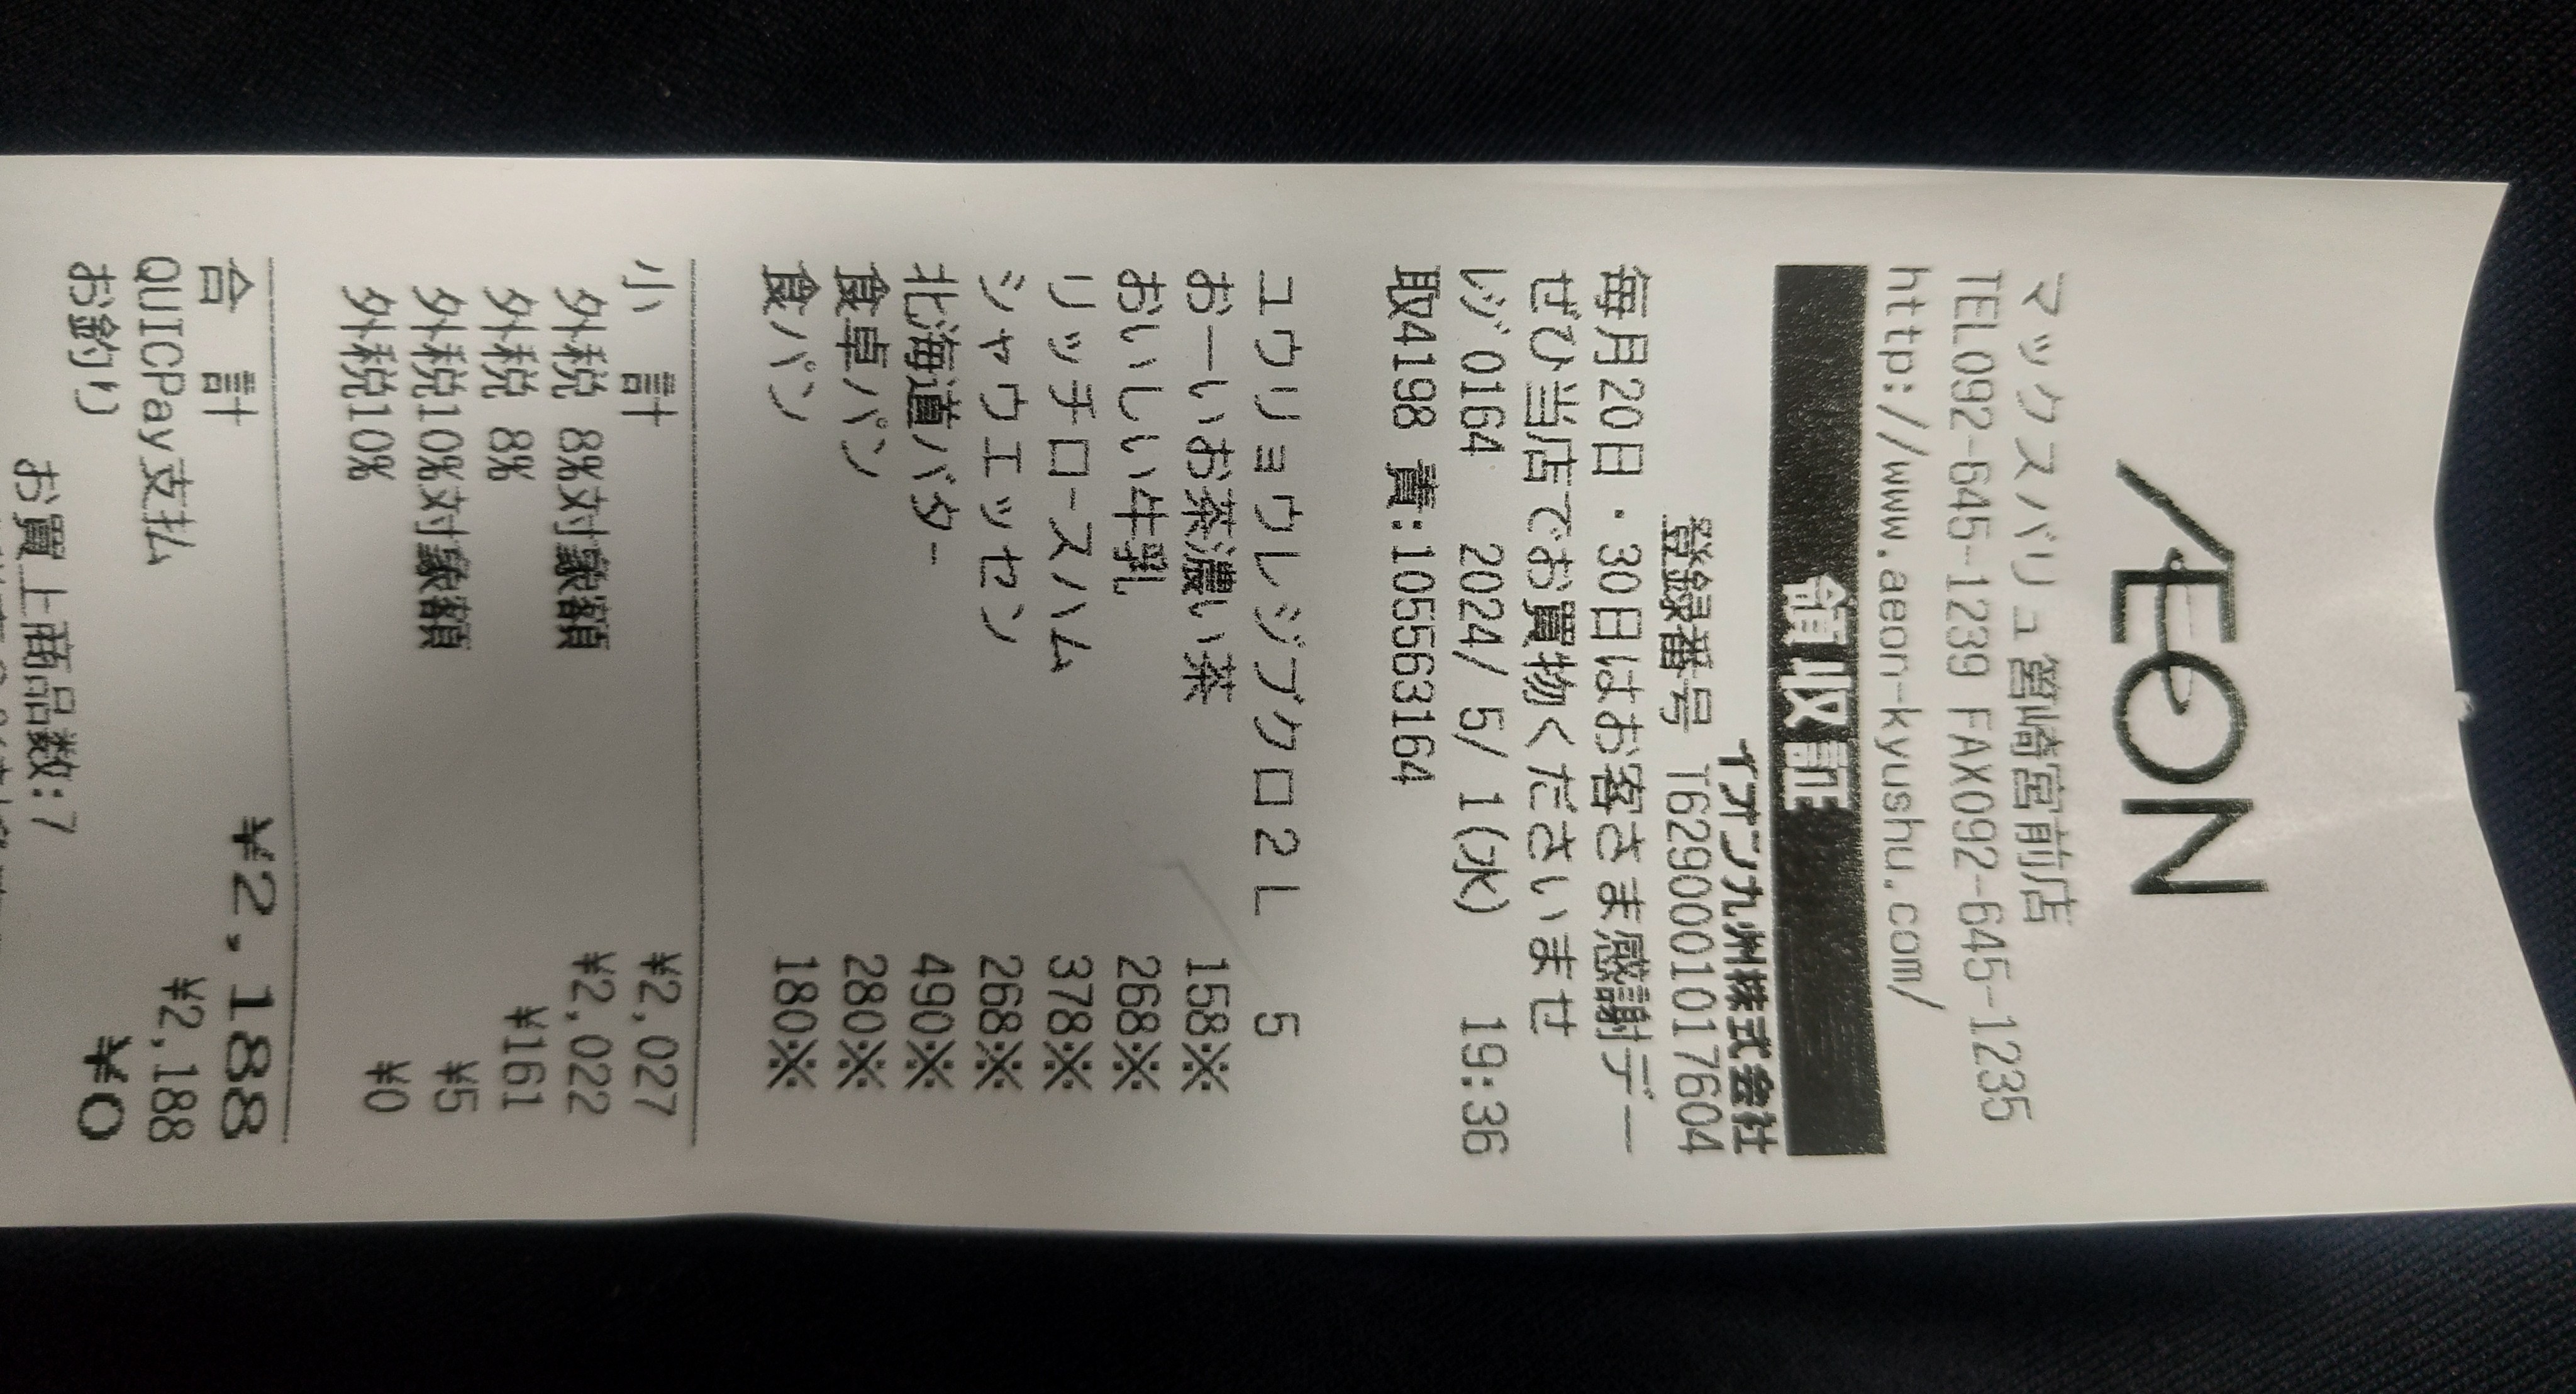 ÆON
マックスバリュ筥崎宮前店
TEL092-645-1239 FAX092-645-1235
http://www.aeon-kyushu.com/
領収証
イオン九州株式会社
登録番号 T6290001017604
毎月20日・30日はお客さま感謝デー
ぜひ当店でお買物くださいませ
レジ0164 2024/ 5/ 1(水) 19:36
取4198 責:105563164
ユウリョウレジブクロ2L 5
おーいお茶濃い茶 158※
おいしい牛乳 268※
リッチロースハム 378※
シャウエッセン 268※
北海道バター 490※
食卓パン 280※
食パン 180※
小 計 ¥2,027
外税 8%対象額 ¥2,022
外税 8% ¥161
外税10%対象額 ¥5
外税10% ¥0
合 計 ¥2,188
QUICPay支払 ¥2,188
お釣り ¥0
お買上商品数:7